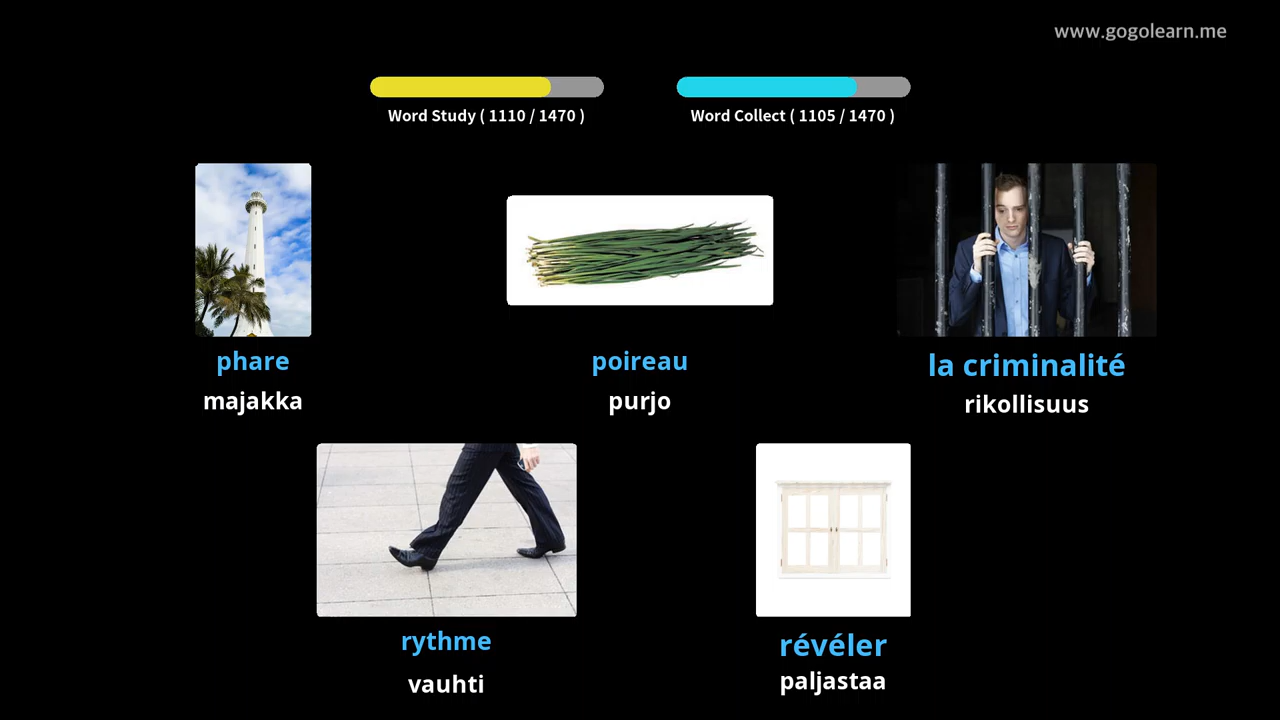 www.gogolearn.me
Word Study ( 1110 / 1470 )
Word Collect ( 1105 / 1470 )
phare
majakka
poireau
purjo
la criminalité
rikollisuus
rythme
vauhti
révéler
paljastaa